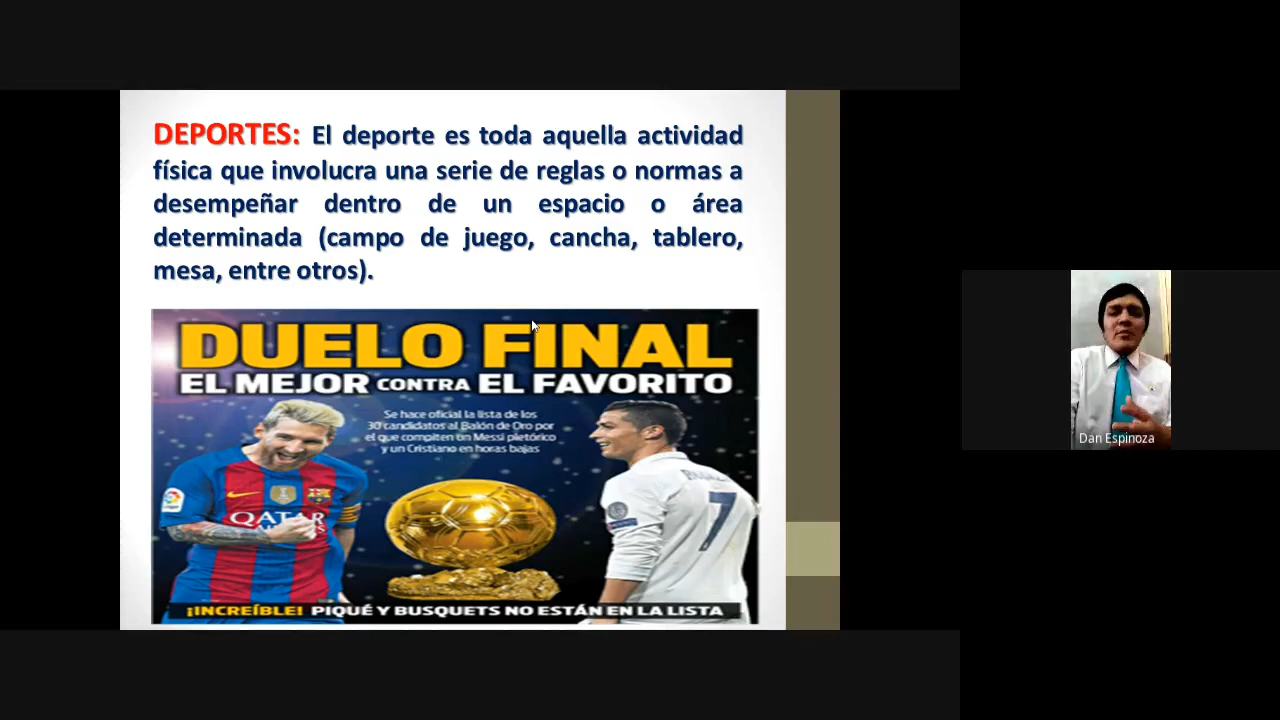 DEPORTES: El deporte es toda aquella actividad
física que involucra una serie de reglas o normas a
desempeñar dentro de un espacio o área
determinada (campo de juego, cancha, tablero,
mesa, entre otros).
DUELO FINAL
EL MEJOR CONTRA EL FAVORITO
Se hace oficial la lista de los
30 candidatos al Balón de Oro por
el que compiten un Messi pletórico
y un Cristiano en horas bajas
QATAR
AIRWAYS
7
¡INCREÍBLE! PIQUÉ Y BUSQUETS NO ESTÁN EN LA LISTA
Dan Espinoza